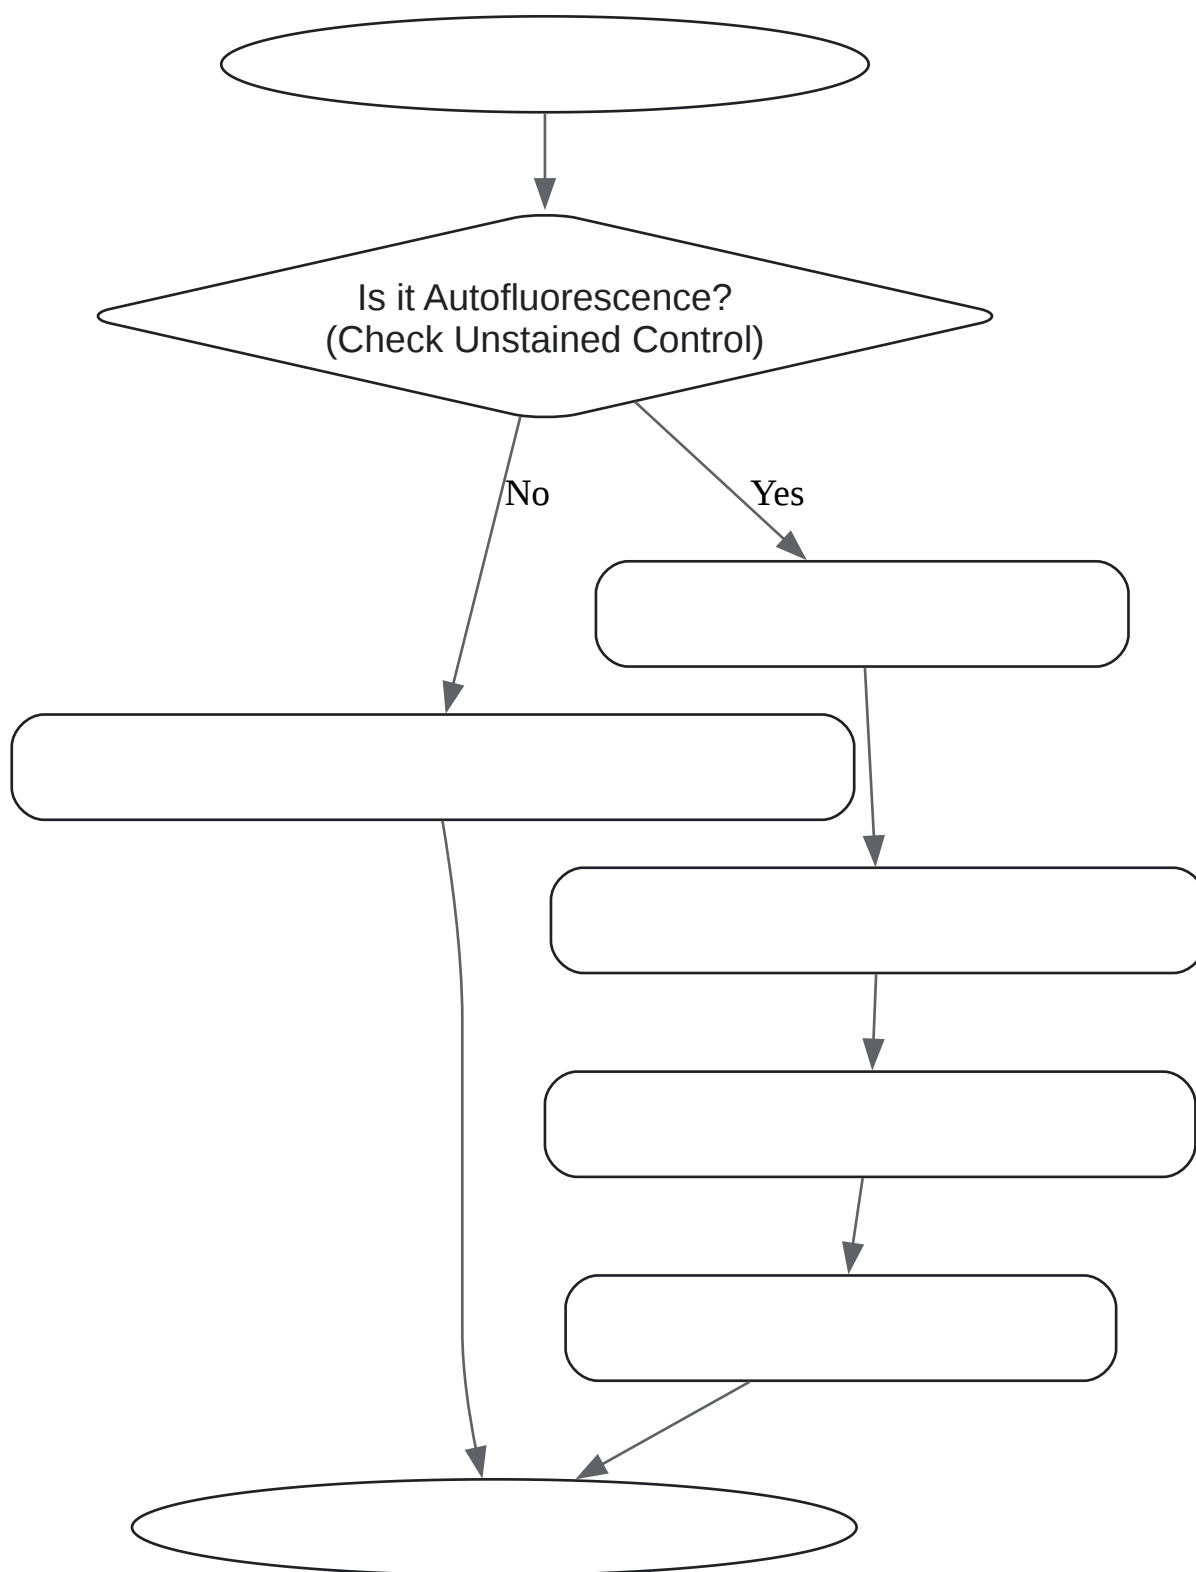 Is it Autofluorescence?
(Check Unstained Control)
No
Yes